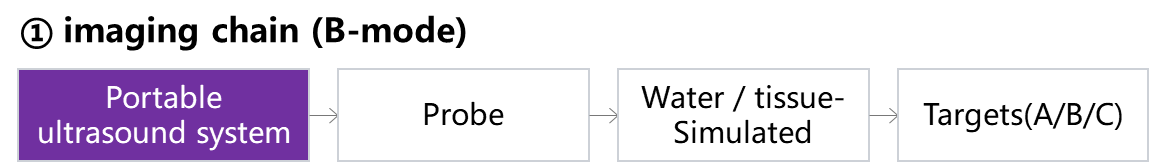 ① imaging chain (B-mode)
Portable
ultrasound system
Probe
Water / tissue-
Simulated
Targets(A/B/C)